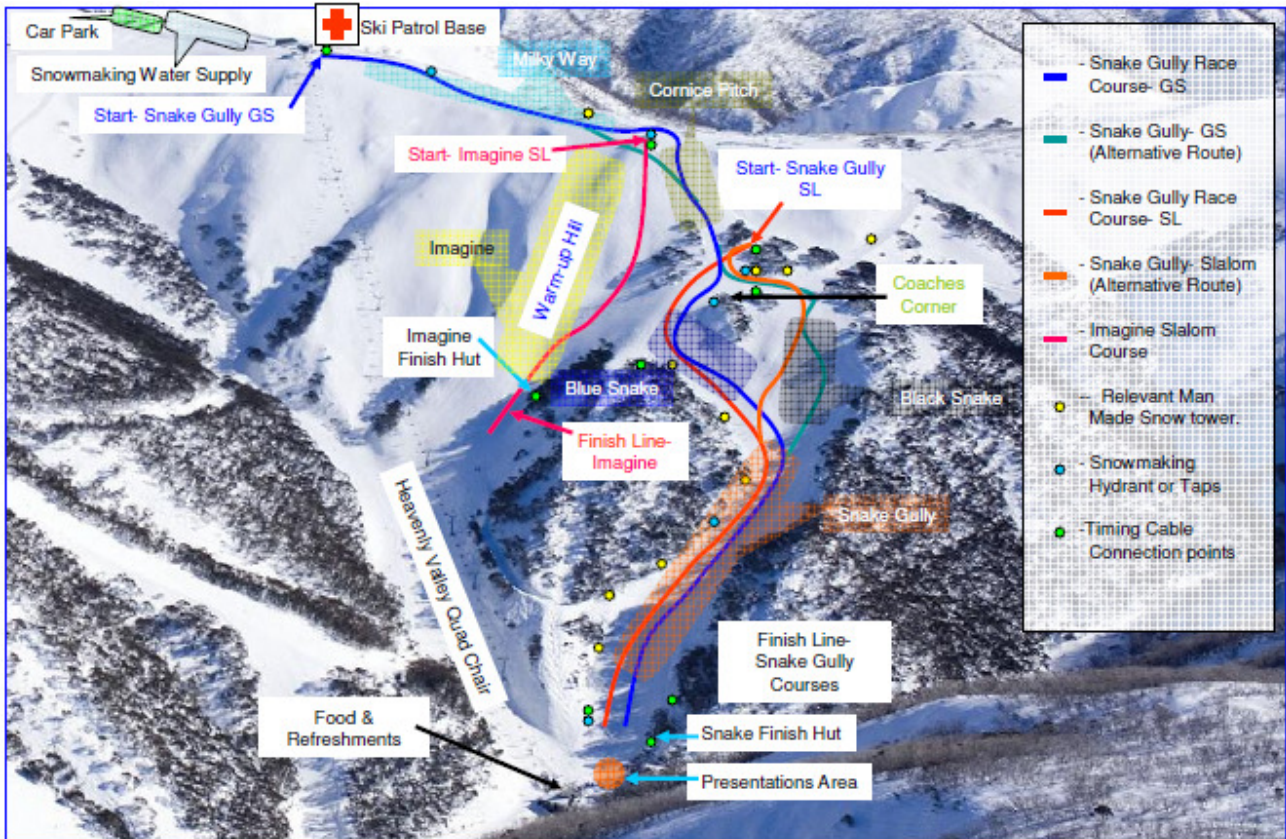 Car Park
Ski Patrol Base
Snowmaking Water Supply
Milky Way
Cornice Pitch
Start- Snake Gully GS
Start- Imagine SL
Start- Snake Gully
SL
Imagine
Warm-up Hill
Coaches
Corner
Imagine
Finish Hut
Blue Snake
Black Snake
Finish Line-
Imagine
Heavenly Valley Quad Chair
Snake Gully
Finish Line-
Snake Gully
Courses
Food &
Refreshments
Snake Finish Hut
Presentations Area
- Snake Gully Race
Course- GS
- Snake Gully- GS
(Alternative Route)
- Snake Gully Race
Course- SL
- Snake Gully- Slalom
(Alternative Route)
- Imagine Slalom
Course
– Relevant Man
Made Snow tower.
- Snowmaking
Hydrant or Taps
-Timing Cable
Connection points